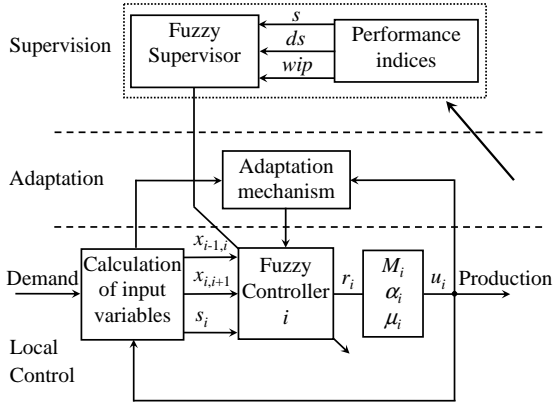 Supervision
Fuzzy
Supervisor
s
ds
wip
Performance
indices
Adaptation
Adaptation
mechanism
Demand
Calculation
of input
variables
x_{i-1,i}
x_{i,i+1}
s_i
Fuzzy
Controller
i
r_i
M_i
α_i
μ_i
u_i
Production
Local
Control